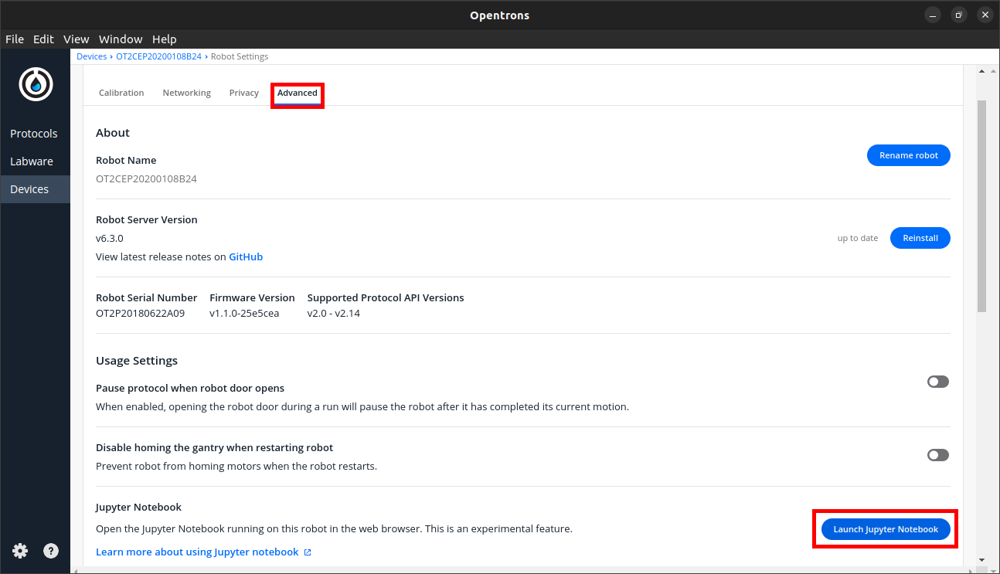 Opentrons
File Edit View Window Help
Devices › OT2CEP20200108B24 › Robot Settings
Protocols
Labware
Devices
Calibration Networking Privacy Advanced
About
Robot Name
OT2CEP20200108B24
Rename robot
Robot Server Version
v6.3.0
View latest release notes on GitHub
up to date Reinstall
Robot Serial Number Firmware Version Supported Protocol API Versions
OT2P20180622A09 v1.1.0-25e5cea v2.0 - v2.14
Usage Settings
Pause protocol when robot door opens
When enabled, opening the robot door during a run will pause the robot after it has completed its current motion.
Disable homing the gantry when restarting robot
Prevent robot from homing motors when the robot restarts.
Jupyter Notebook
Open the Jupyter Notebook running on this robot in the web browser. This is an experimental feature.
Launch Jupyter Notebook
Learn more about using Jupyter notebook